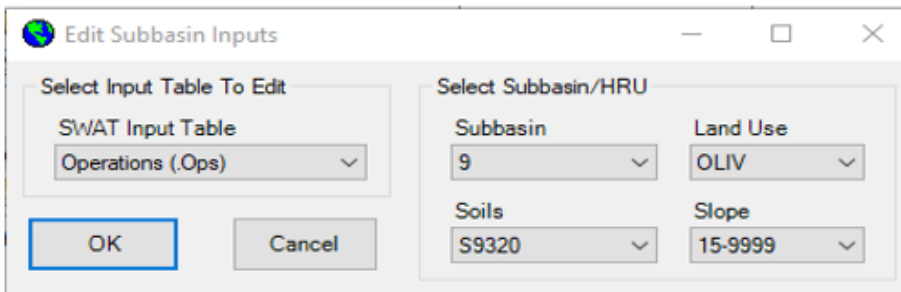 Edit Subbasin Inputs
Select Input Table To Edit
SWAT Input Table
Operations (.Ops)
OK
Cancel
Select Subbasin/HRU
Subbasin
Land Use
9
OLIV
Soils
Slope
S9320
15-9999